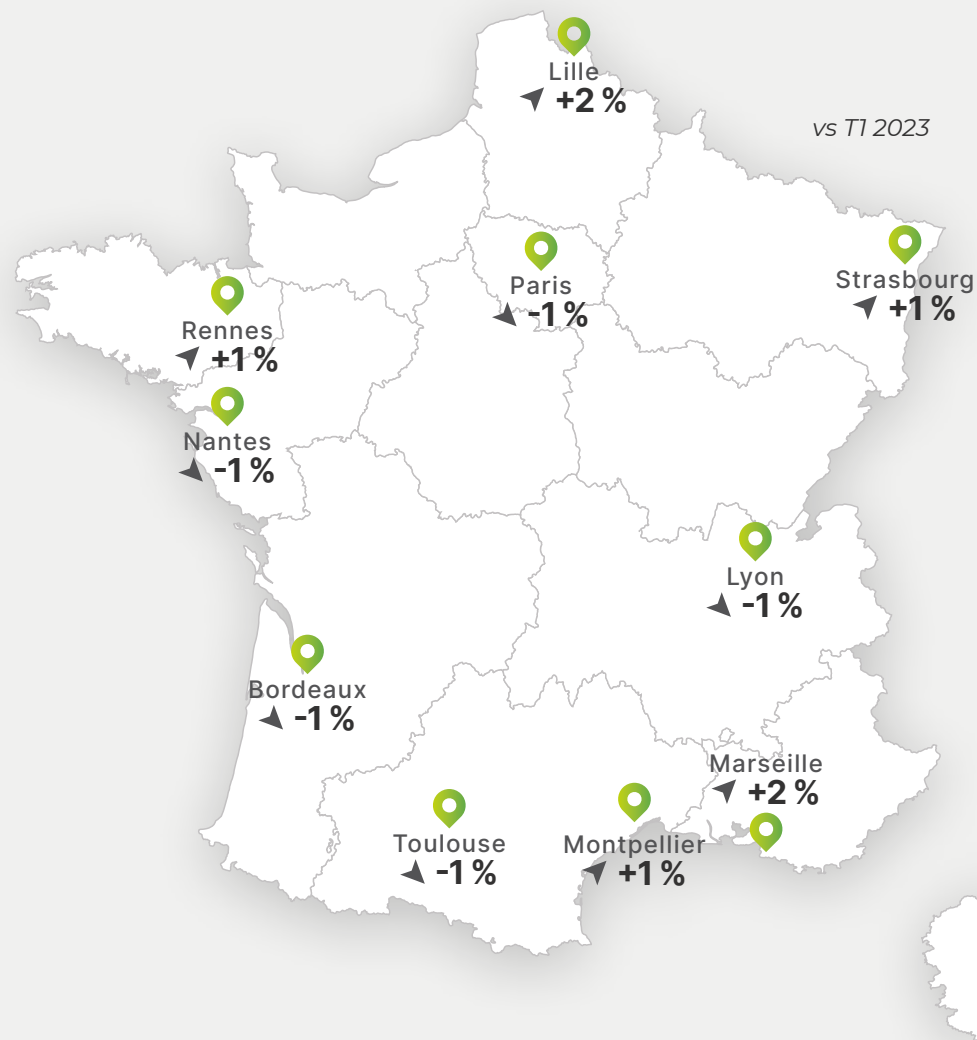 Lille
+2 %
vs T1 2023
Paris
-1 %
Strasbourg
+1 %
Rennes
+1 %
Nantes
-1 %
Lyon
-1 %
Bordeaux
-1 %
Marseille
+2 %
Toulouse
-1 %
Montpellier
+1 %